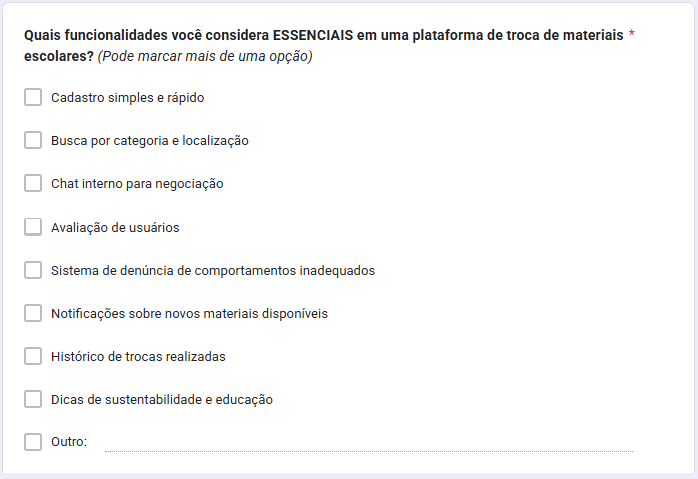 Quais funcionalidades você considera ESSENCIAIS em uma plataforma de troca de materiais *
escolares? (Pode marcar mais de uma opção)
Cadastro simples e rápido
Busca por categoria e localização
Chat interno para negociação
Avaliação de usuários
Sistema de denúncia de comportamentos inadequados
Notificações sobre novos materiais disponíveis
Histórico de trocas realizadas
Dicas de sustentabilidade e educação
Outro: